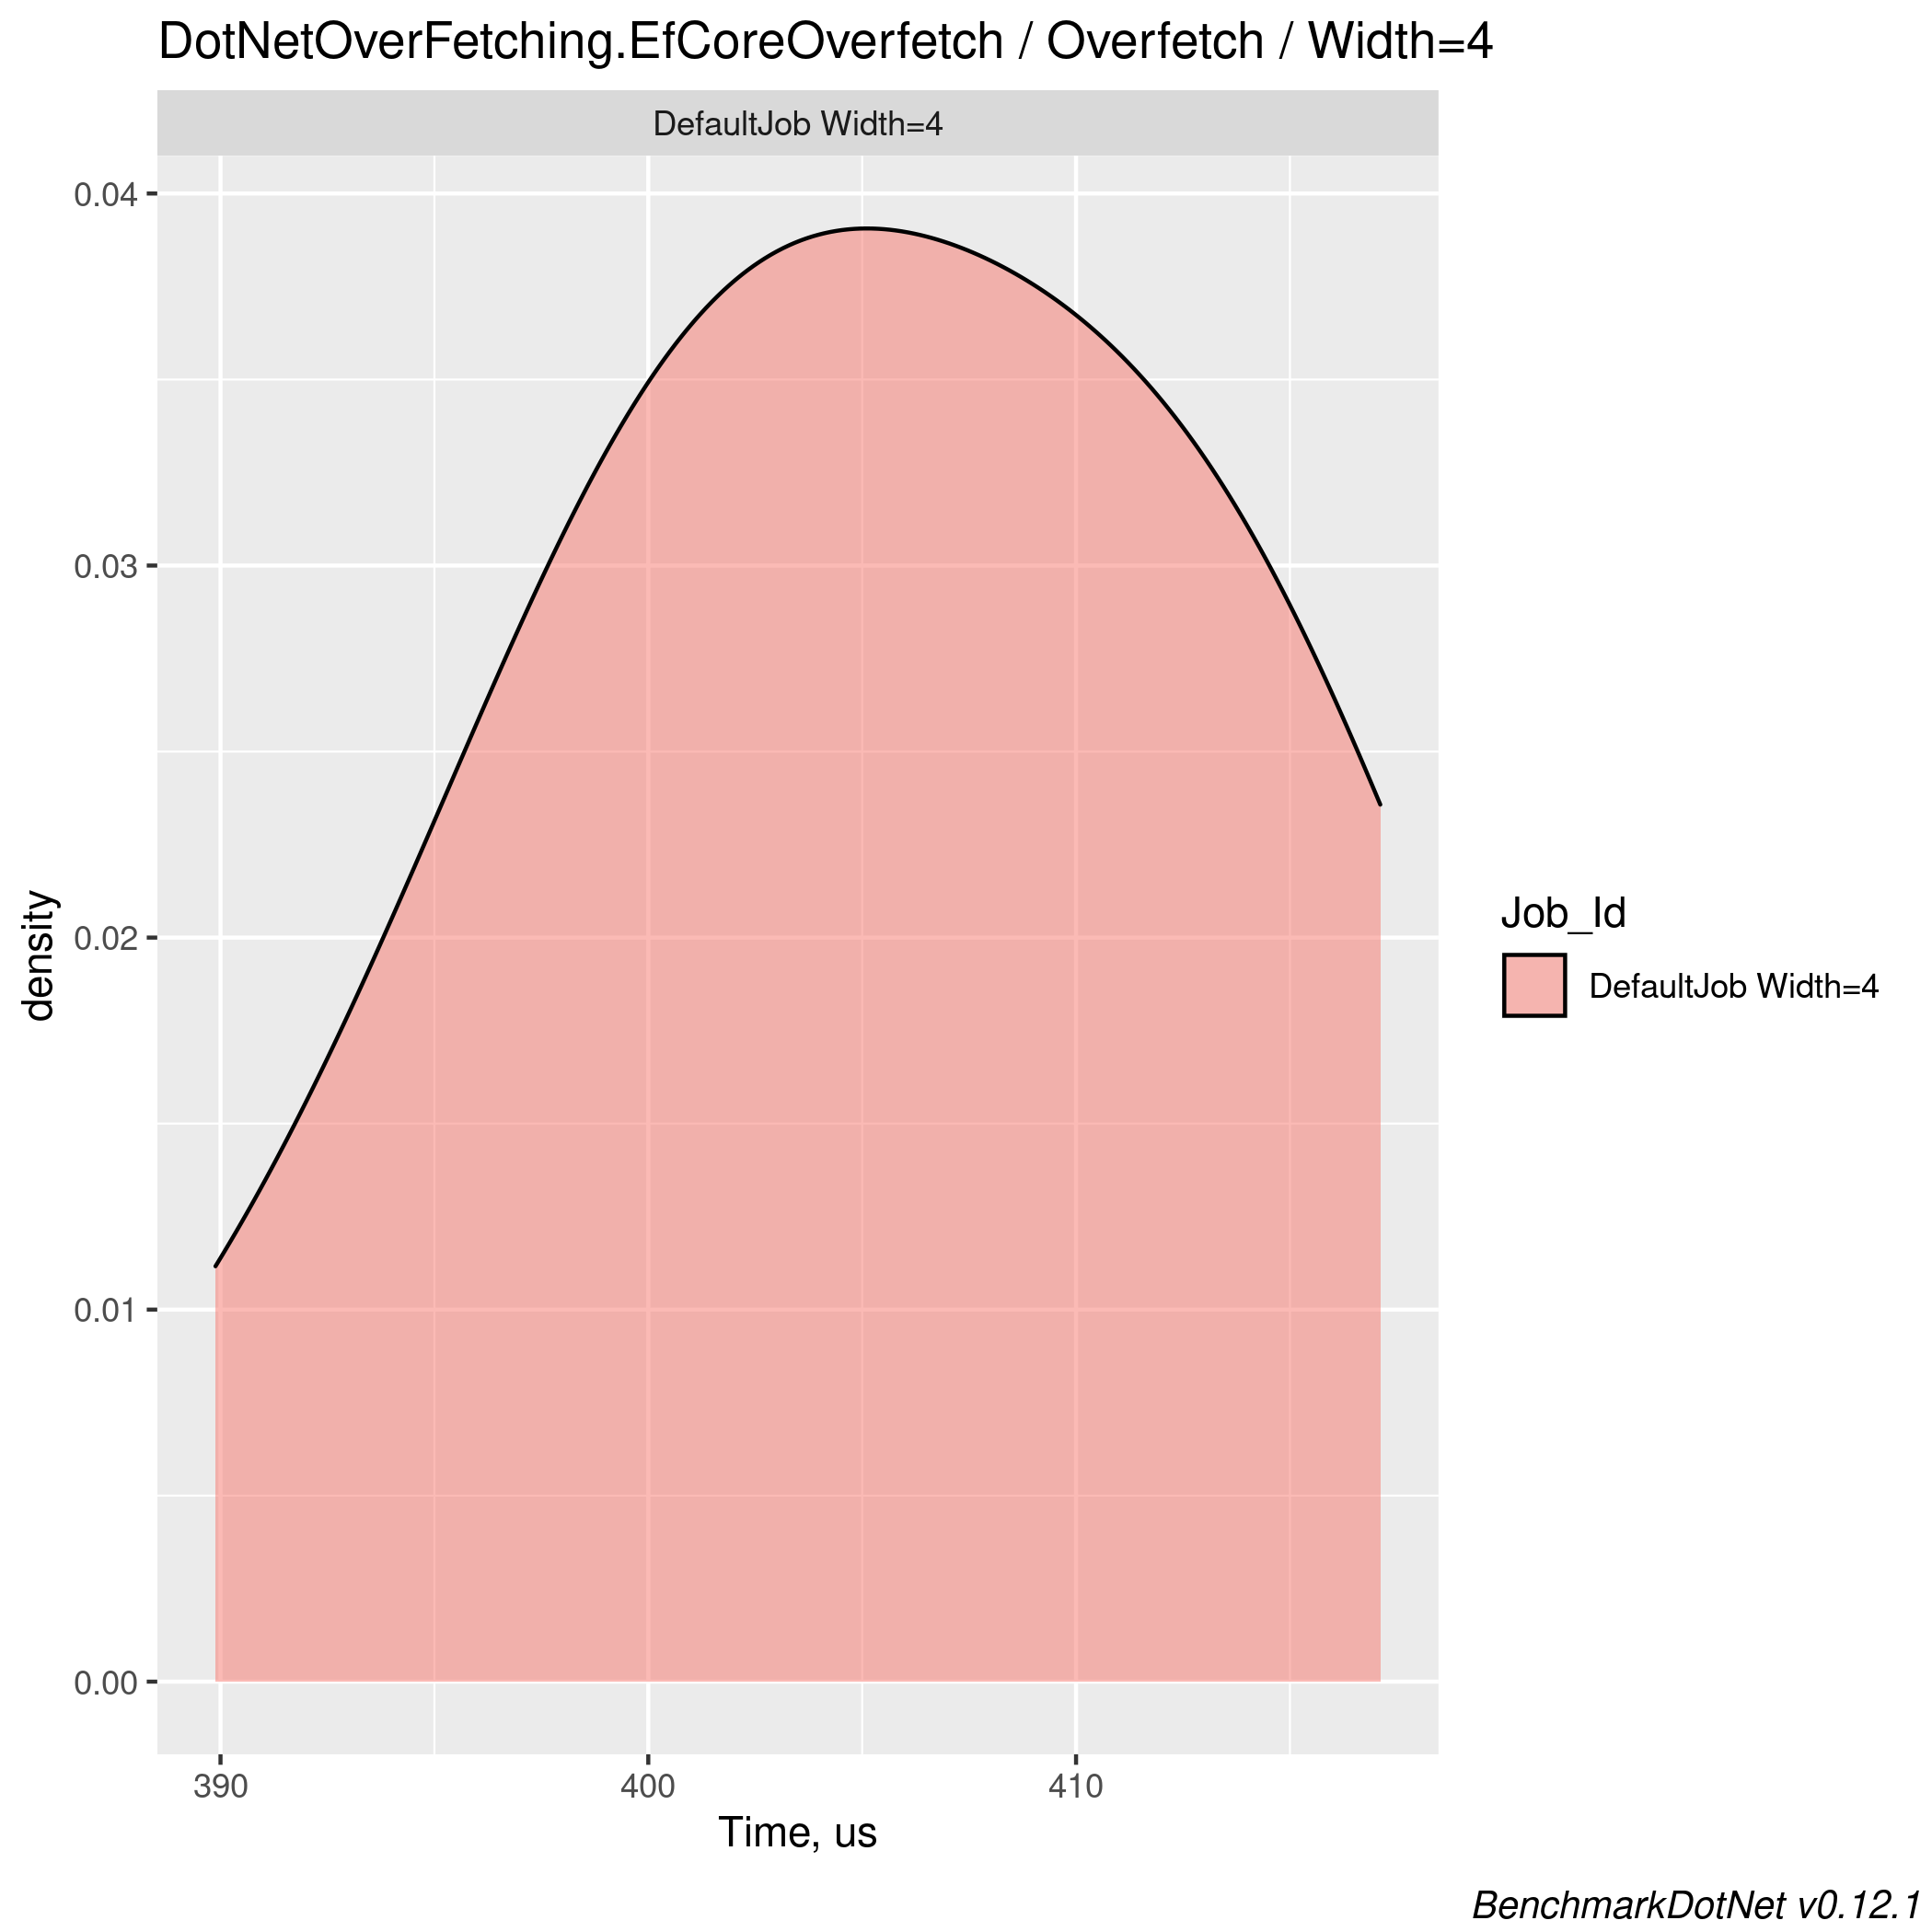 DotNetOverFetching.EfCoreOverfetch / Overfetch / Width=4
DefaultJob Width=4
0.04
0.03
0.02
0.01
0.00
density
390 400 410
Time, us
Job_Id
DefaultJob Width=4
BenchmarkDotNet v0.12.1